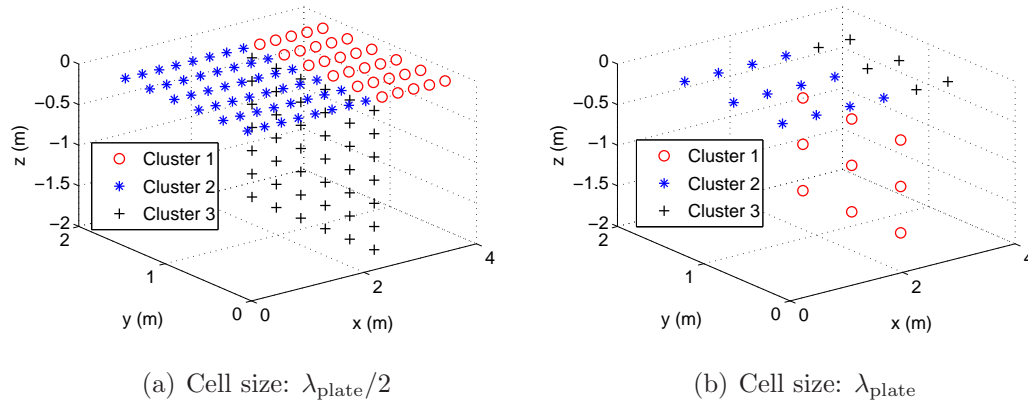 0
−0.5
−1
−1.5
−2
z (m)
2
1
0
y (m)
0
2
4
x (m)
Cluster 1
Cluster 2
Cluster 3
(a) Cell size: λplate/2
0
−0.5
−1
−1.5
−2
z (m)
2
1
0
y (m)
0
2
4
x (m)
Cluster 1
Cluster 2
Cluster 3
(b) Cell size: λplate